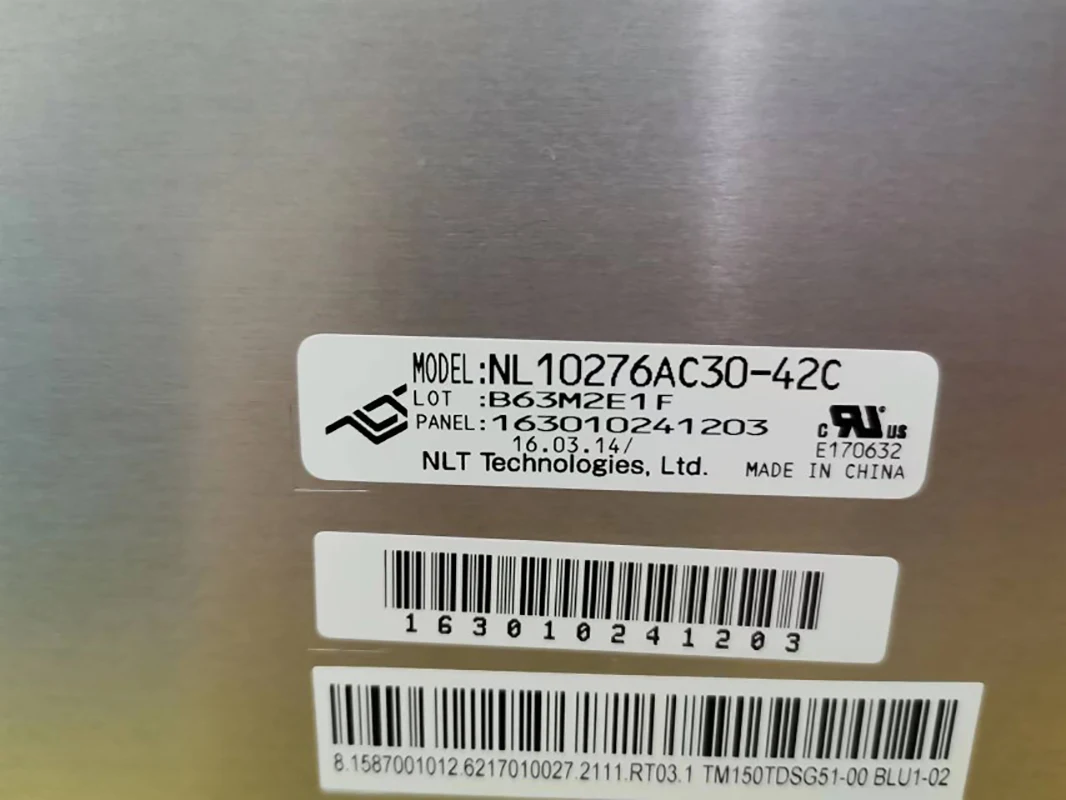 MODEL:NL10276AC30-42C
LOT :B63M2E1F
PANEL:163010241203
16.03.14/
c RU US
E170632
NLT Technologies, Ltd.
MADE IN CHINA
163010241203
8.1587001012.6217010027.2111.RT03.1 TM150TDSG51-00 BLU1-02